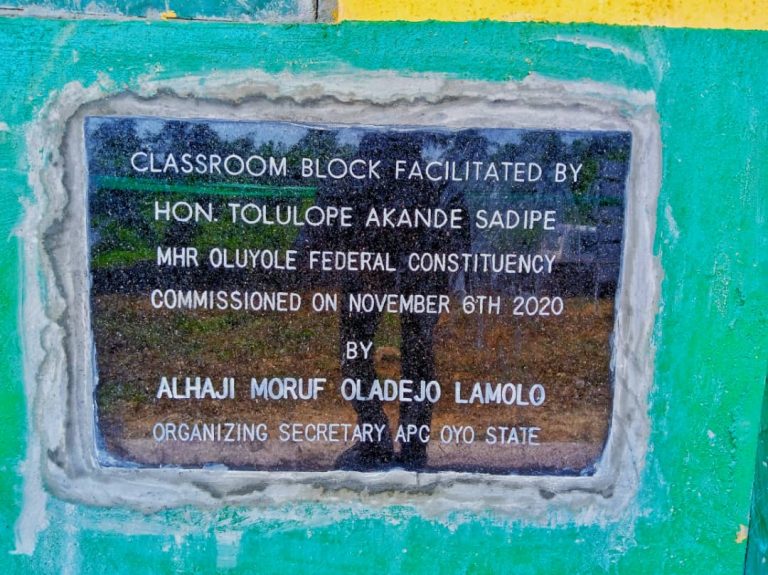 CLASSROOM BLOCK FACILITATED BY
HON. TOLULOPE AKANDE SADIPE
MHR OLUYOLE FEDERAL CONSTITUENCY
COMMISSIONED ON NOVEMBER 6TH 2020
BY
ALHAJI MORUF OLADEJO LAMOLO
ORGANIZING SECRETARY APC OYO STATE